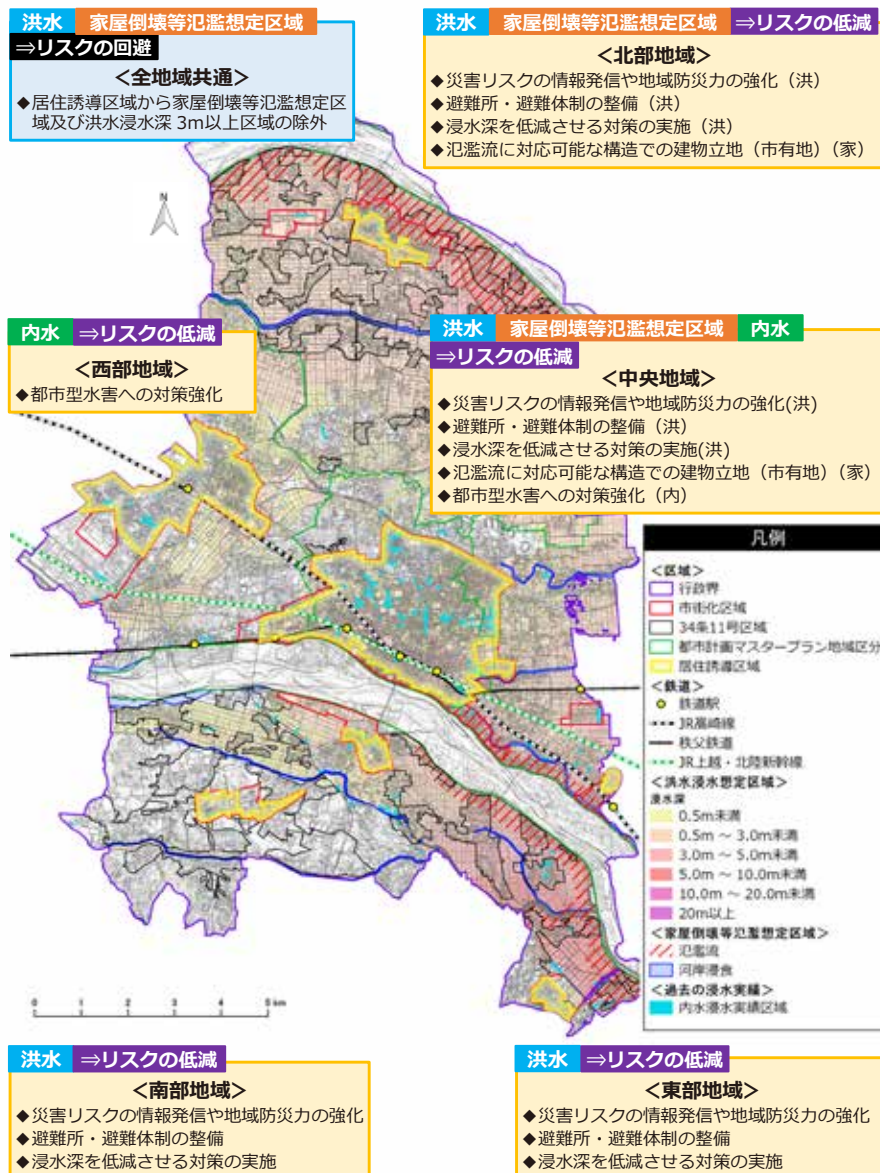 洪水 家屋倒壊等氾濫想定区域
⇒リスクの回避
＜全地域共通＞
◆居住誘導区域から家屋倒壊等氾濫想定区
域及び洪水浸水深 3m以上区域の除外
洪水 家屋倒壊等氾濫想定区域 ⇒リスクの低減
＜北部地域＞
◆災害リスクの情報発信や地域防災力の強化（洪）
◆避難所・避難体制の整備（洪）
◆浸水深を低減させる対策の実施（洪）
◆氾濫流に対応可能な構造での建物立地（市有地）（家）
N
内水 ⇒リスクの低減
＜西部地域＞
◆都市型水害への対策強化
洪水 家屋倒壊等氾濫想定区域 内水
⇒リスクの低減
＜中央地域＞
◆災害リスクの情報発信や地域防災力の強化(洪)
◆避難所・避難体制の整備（洪）
◆浸水深を低減させる対策の実施(洪)
◆氾濫流に対応可能な構造での建物立地（市有地）（家）
◆都市型水害への対策強化（内）
凡例
＜区域＞
行政界
市街化区域
34条11号区域
都市計画マスタープラン地域区分
居住誘導区域
＜鉄道＞
鉄道駅
JR高崎線
秩父鉄道
JR上越・北陸新幹線
＜洪水浸水想定区域＞
浸水深
0.5m未満
0.5m ～ 3.0m未満
3.0m ～ 5.0m未満
5.0m ～ 10.0m未満
10.0m ～ 20.0m未満
20m以上
＜家屋倒壊等氾濫想定区域＞
氾濫流
河岸浸食
＜過去の浸水実績＞
内水浸水実績区域
0 1 2 3 4 5 km
洪水 ⇒リスクの低減
＜南部地域＞
◆災害リスクの情報発信や地域防災力の強化
◆避難所・避難体制の整備
◆浸水深を低減させる対策の実施
洪水 ⇒リスクの低減
＜東部地域＞
◆災害リスクの情報発信や地域防災力の強化
◆避難所・避難体制の整備
◆浸水深を低減させる対策の実施